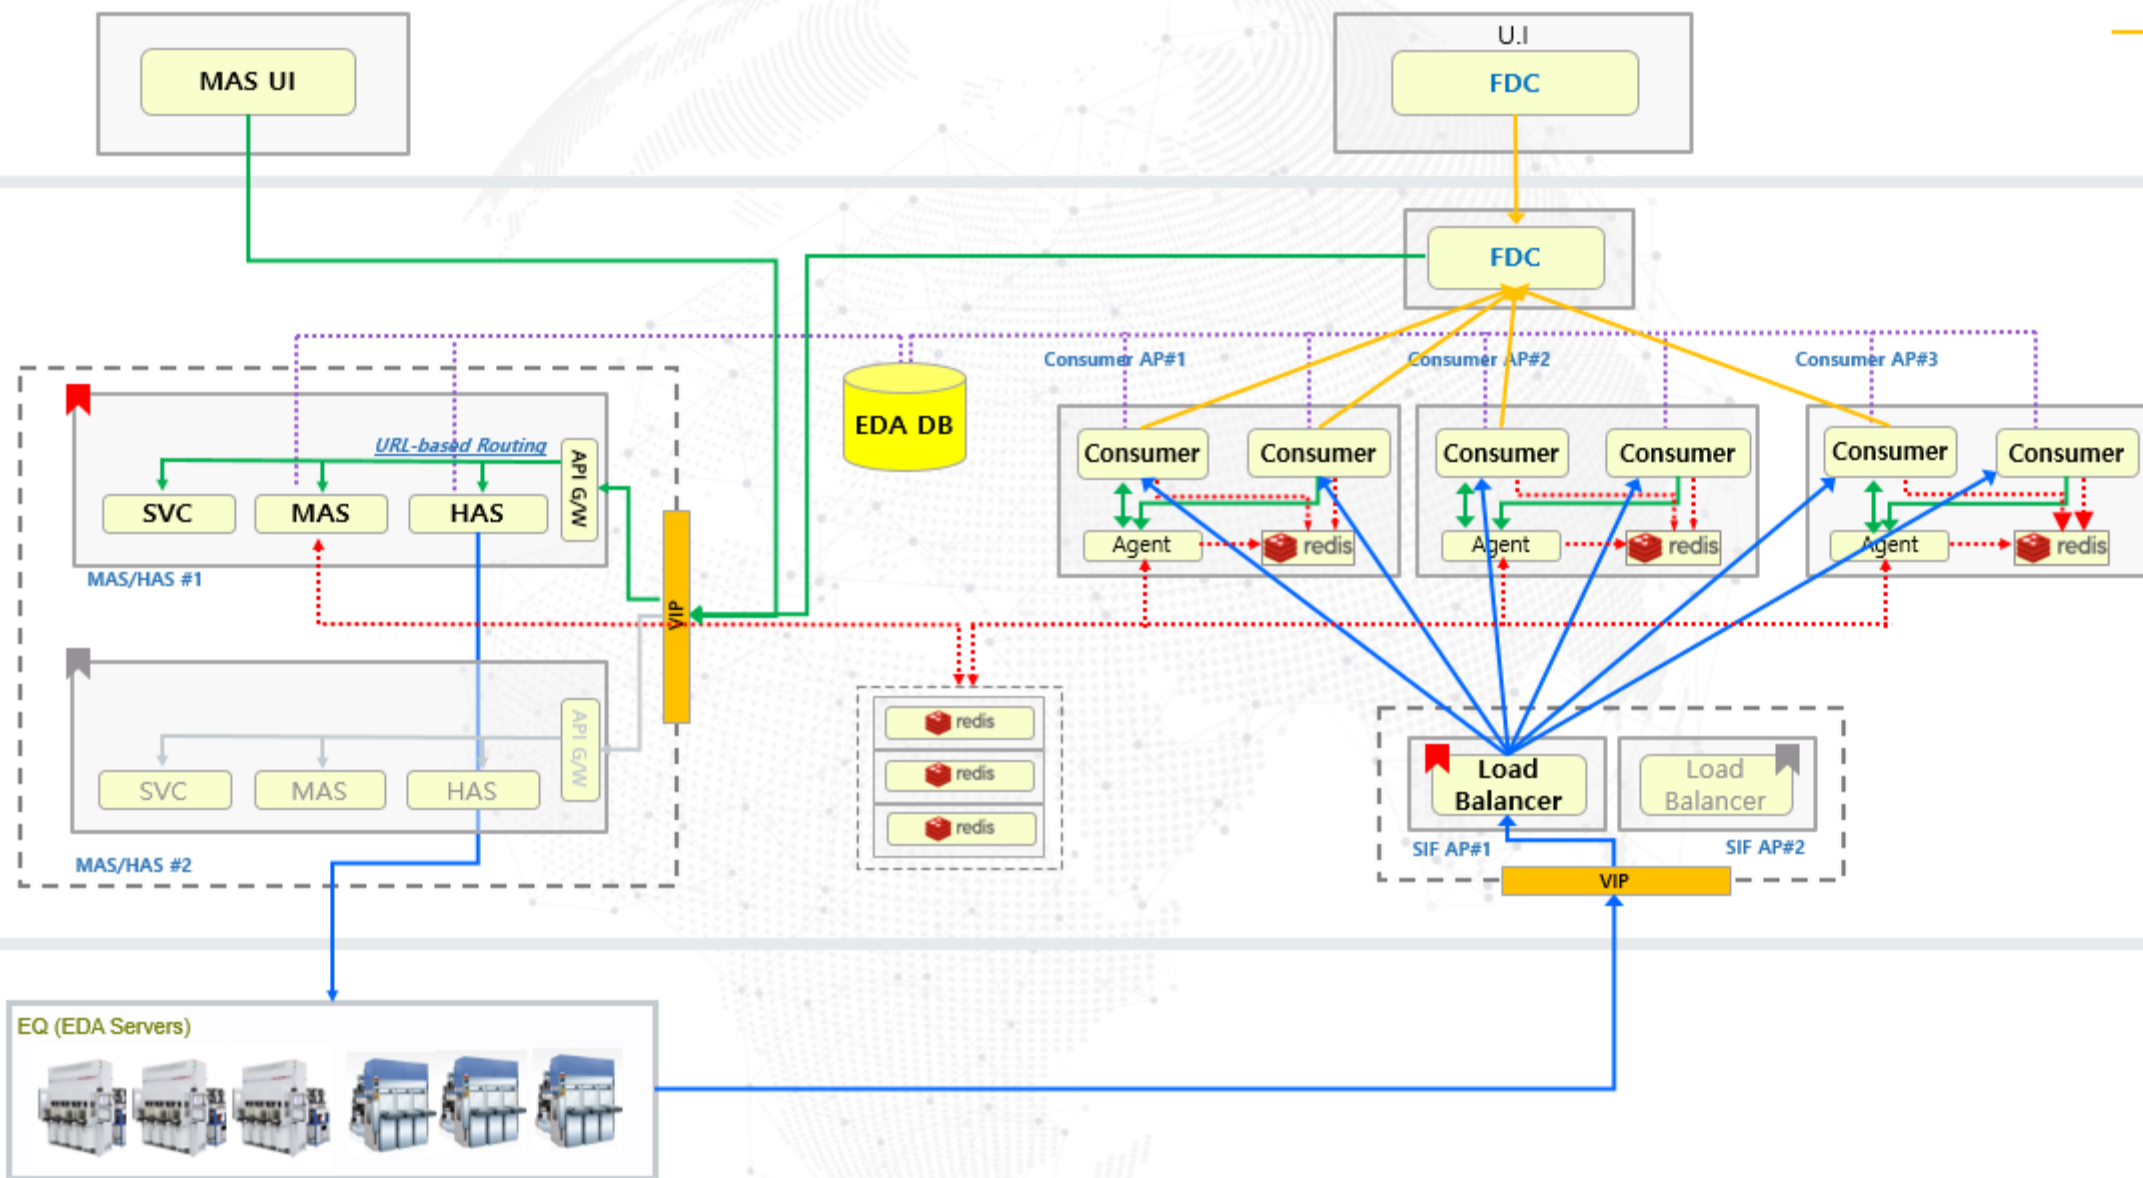 MAS UI
U.I
FDC
FDC
Consumer AP#1
Consumer AP#2
Consumer AP#3
EDA DB
URL-based Routing
API G/W
SVC
MAS
HAS
MAS/HAS #1
Consumer
Consumer
Agent
redis
Consumer
Consumer
Agent
redis
Consumer
Consumer
Agent
redis
VIP
API G/W
SVC
MAS
HAS
MAS/HAS #2
redis
redis
redis
Load
Balancer
Load
Balancer
SIF AP#1
SIF AP#2
VIP
EQ (EDA Servers)